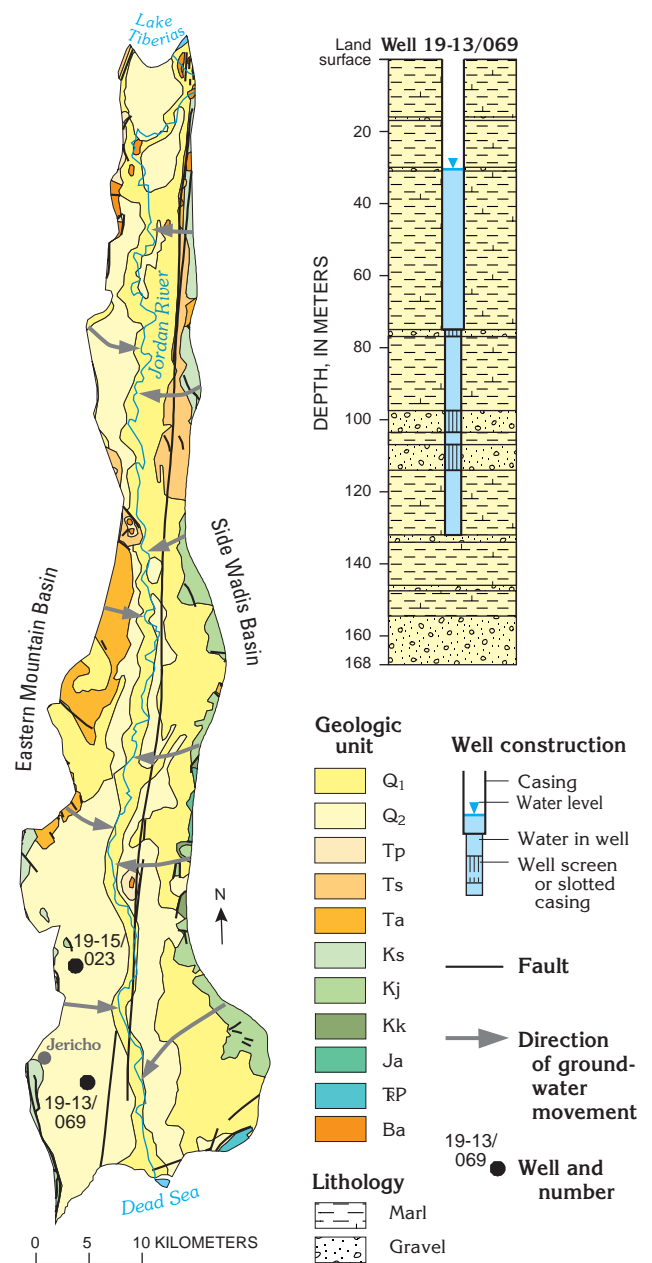 Lake
Tiberias
Jordan River
Eastern Mountain Basin
Side Wadis Basin
N
19-15/
023
Jericho
19-13/
069
Dead Sea
0 5 10 KILOMETERS
Land
surface
Well 19-13/069
DEPTH, IN METERS
20
40
60
80
100
120
140
160
168
Geologic
unit
Q1
Q2
Tp
Ts
Ta
Ks
Kj
Kk
Ja
TRP
Ba
Lithology
Marl
Gravel
Well construction
Casing
Water level
Water in well
Well screen
or slotted
casing
Fault
Direction
of ground-
water
movement
19-13/
069
Well and
number